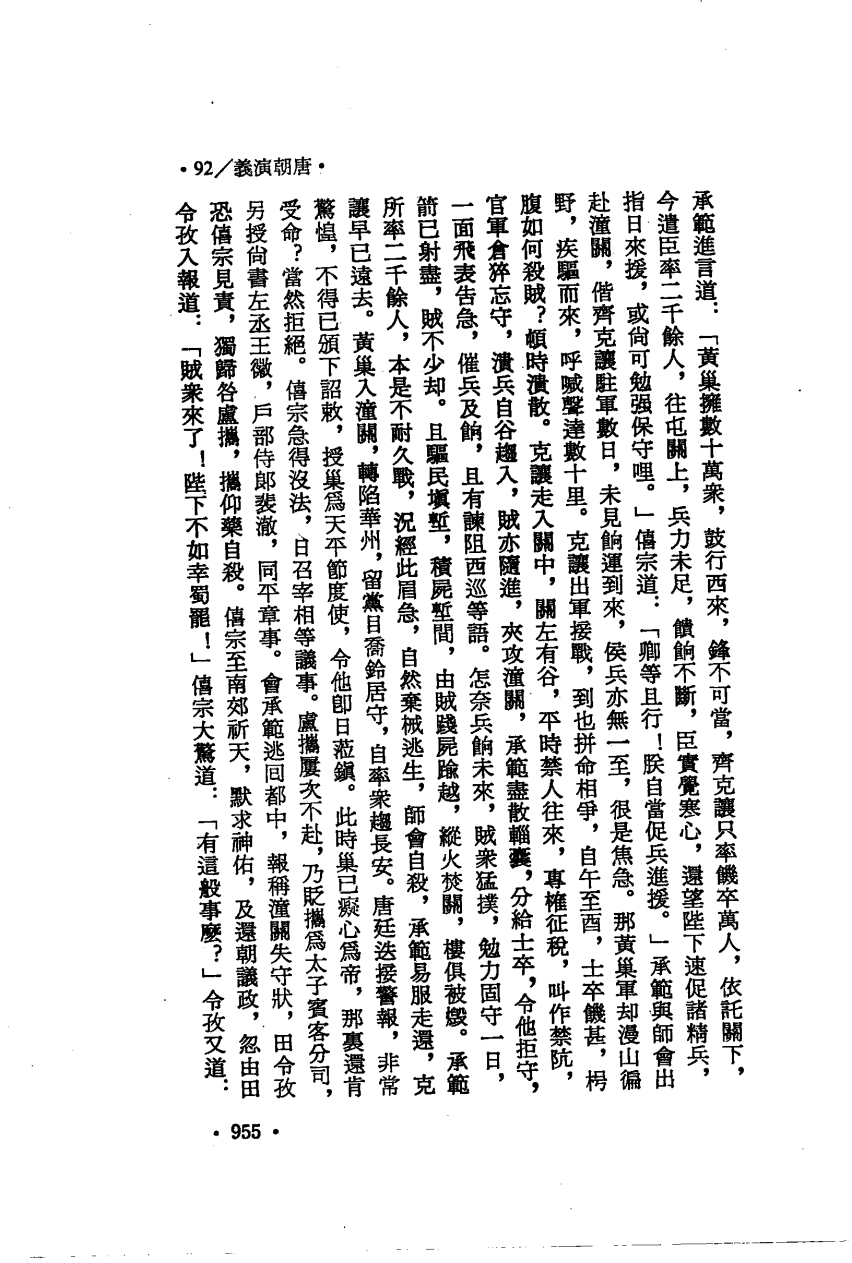 ·唐朝演義/92·
承範進言道：「黃巢擁數十萬衆，鼓行西來，鋒不可當，齊克讓只率饑卒萬人，依託關下，
今遣臣率二千餘人，往屯關上，兵力未足，饋餉不斷，臣實覺寒心，還望陛下速促諸精兵，
指日來援，或尙可勉强保守哩。」僖宗道：「卿等且行！朕自當促兵進援。」承範與師會出
赴潼關，偕齊克讓駐軍數日，未見餉運到來，侯兵亦無一至，很是焦急。那黃巢軍却漫山徧
野，疾驅而來，呼喊聲達數十里。克讓出軍接戰，到也拼命相爭，自午至酉，士卒饑甚，枵
腹如何殺賊？頓時潰散。克讓走入關中，關左有谷，平時禁人往來，專榷征稅，叫作禁阬，
官軍倉猝忘守，潰兵自谷趨入，賊亦隨進，夾攻潼關，承範盡散輜囊，分給士卒，令他拒守，
一面飛表告急，催兵及餉，且有諫阻西巡等語。怎奈兵餉未來，賊衆猛撲，勉力固守一日，
箭已射盡，賊不少却。且驅民塡塹，積屍塹間，由賊踐屍踰越，縱火焚關，樓俱被燬。承範
所率二千餘人，本是不耐久戰，況經此眉急，自然棄械逃生，師會自殺，承範易服走還，克
讓早已遠去。黃巢入潼關，轉陷華州，留黨目喬鈐居守，自率衆趨長安。唐廷迭接警報，非常
驚惶，不得已頒下詔敕，授巢爲天平節度使，令他卽日蒞鎭。此時巢已癡心爲帝，那裏還肯
受命？當然拒絕。僖宗急得沒法，日召宰相等議事。盧攜屢次不赴，乃貶攜爲太子賓客分司，
另授尙書左丞王徽，戶部侍郎裴澈，同平章事。會承範逃回都中，報稱潼關失守狀，田令孜
恐僖宗見責，獨歸咎盧攜，攜仰藥自殺。僖宗至南郊祈天，默求神佑，及還朝議政，忽由田
令孜入報道：「賊衆來了！陛下不如幸蜀罷！」僖宗大驚道：「有這般事麼？」令孜又道：
·955·